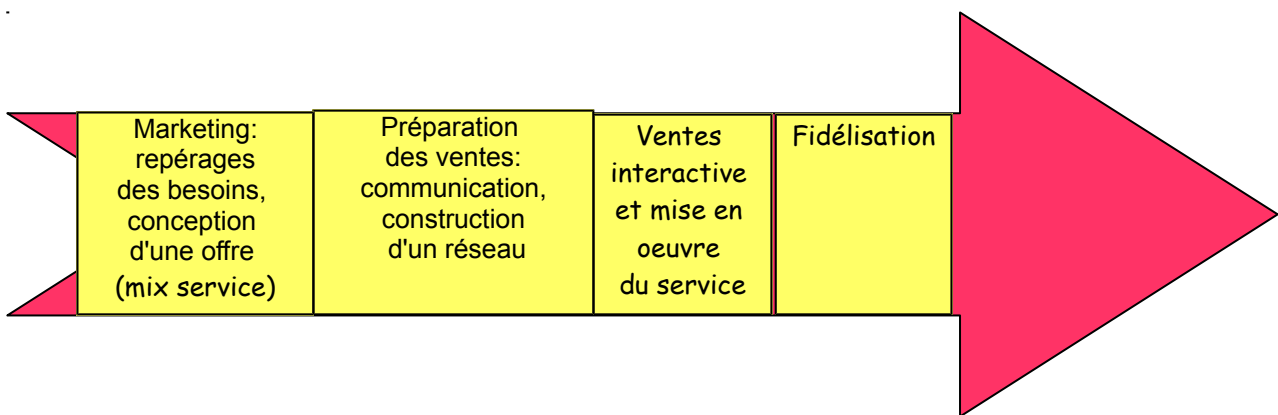 Marketing:
repérages
des besoins,
conception
d'une offre
(mix service)
Préparation
des ventes:
communication,
construction
d'un réseau
Ventes
interactive
et mise en
oeuvre
du service
Fidélisation